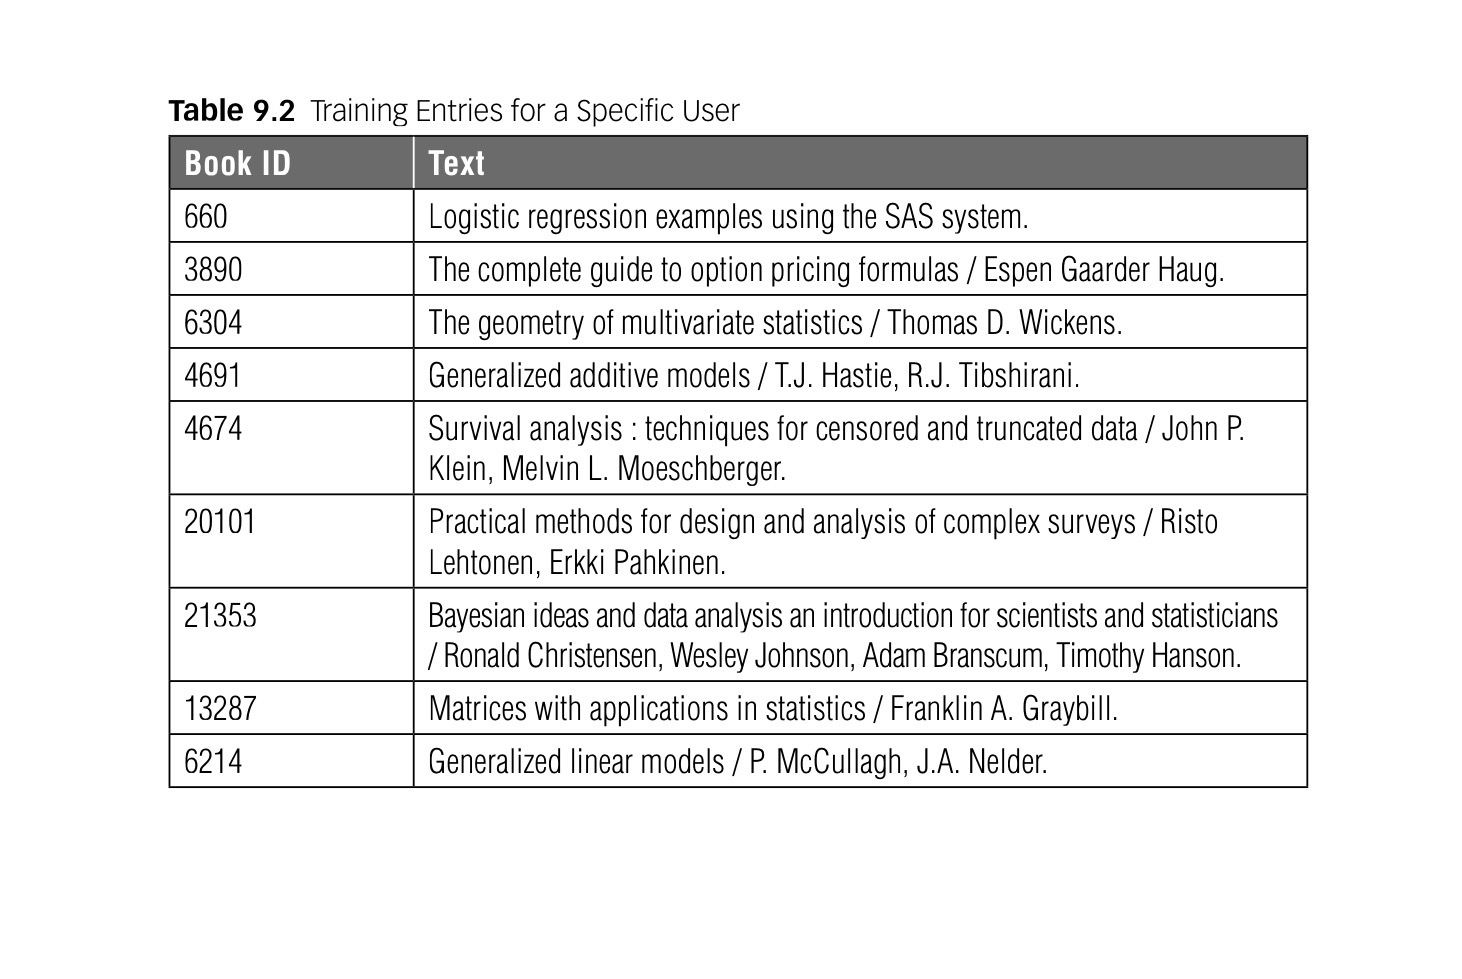 Table 9.2 Training Entries for a Specific User
Book ID Text
660 Logistic regression examples using the SAS system.
3890 The complete guide to option pricing formulas / Espen Gaarder Haug.
6304 The geometry of multivariate statistics / Thomas D. Wickens.
4691 Generalized additive models / T.J. Hastie, R.J. Tibshirani.
4674 Survival analysis : techniques for censored and truncated data / John P.
Klein, Melvin L. Moeschberger.
20101 Practical methods for design and analysis of complex surveys / Risto
Lehtonen, Erkki Pahkinen.
21353 Bayesian ideas and data analysis an introduction for scientists and statisticians
/ Ronald Christensen, Wesley Johnson, Adam Branscum, Timothy Hanson.
13287 Matrices with applications in statistics / Franklin A. Graybill.
6214 Generalized linear models / P. McCullagh, J.A. Nelder.